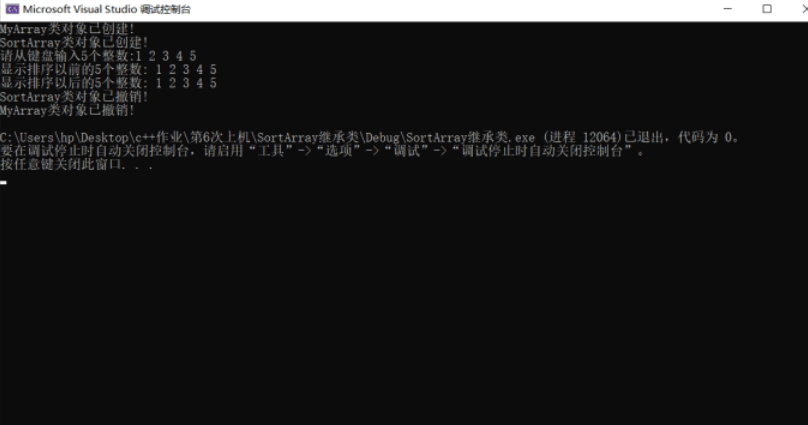 Microsoft Visual Studio 调试控制台
MyArray类对象已创建!
SortArray类对象已创建!
请从键盘输入5个整数:1 2 3 4 5
显示排序以前的5个整数: 1 2 3 4 5
显示排序以后的5个整数: 1 2 3 4 5
SortArray类对象已撤销!
MyArray类对象已撤销!
C:\Users\hp\Desktop\c++作业\第6次上机\SortArray继承类\Debug\SortArray继承类.exe (进程 12064)已退出，代码为 0。
要在调试停止时自动关闭控制台，请启用“工具”->“选项”->“调试”->“调试停止时自动关闭控制台”。
按任意键关闭此窗口. . .